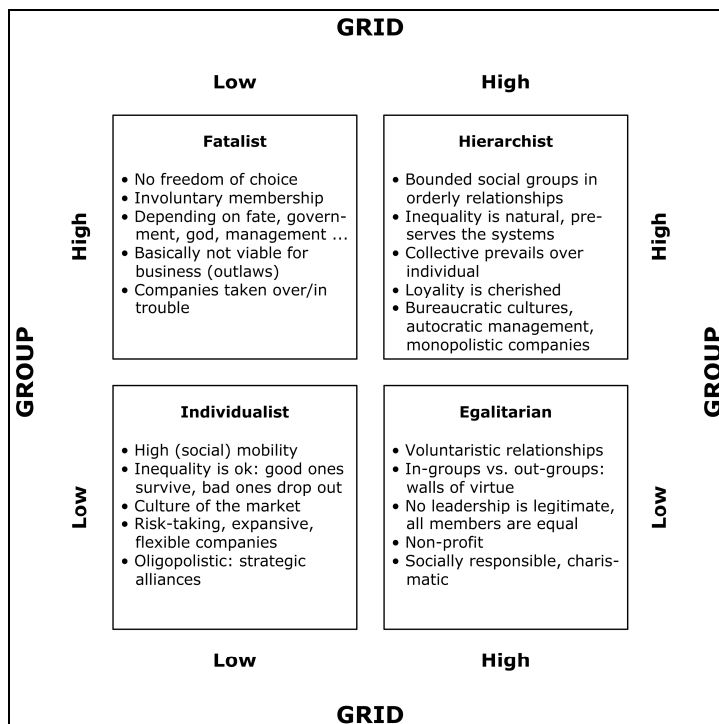 GRID
Low
High
High
High
GROUP
GROUP
Fatalist
• No freedom of choice
• Involuntary membership
• Depending on fate, govern-
ment, god, management ...
• Basically not viable for
business (outlaws)
• Companies taken over/in
trouble
Hierarchist
• Bounded social groups in
orderly relationships
• Inequality is natural, pre-
serves the systems
• Collective prevails over
individual
• Loyality is cherished
• Bureaucratic cultures,
autocratic management,
monopolistic companies
Individualist
• High (social) mobility
• Inequality is ok: good ones
survive, bad ones drop out
• Culture of the market
• Risk-taking, expansive,
flexible companies
• Oligopolistic: strategic
alliances
Egalitarian
• Voluntaristic relationships
• In-groups vs. out-groups:
walls of virtue
• No leadership is legitimate,
all members are equal
• Non-profit
• Socially responsible, charis-
matic
Low
Low
Low
High
GRID